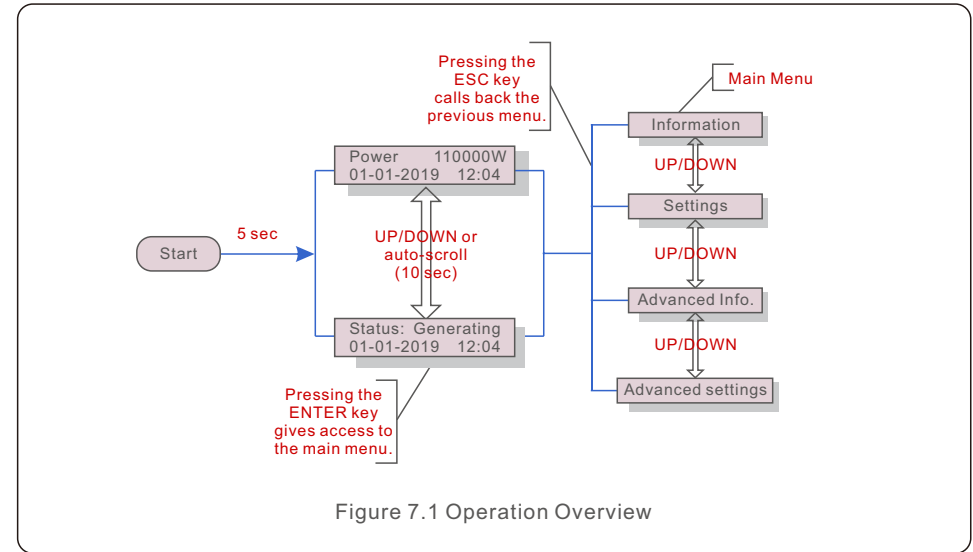 Pressing the
ESC key
calls back the
previous menu.
Main Menu
Information
UP/DOWN
Power 110000W
01-01-2019 12:04
Settings
5 sec
Start
UP/DOWN or
auto-scroll
(10 sec)
UP/DOWN
Advanced Info.
Status: Generating
01-01-2019 12:04
UP/DOWN
Advanced settings
Pressing the
ENTER key
gives access to
the main menu.
Figure 7.1 Operation Overview